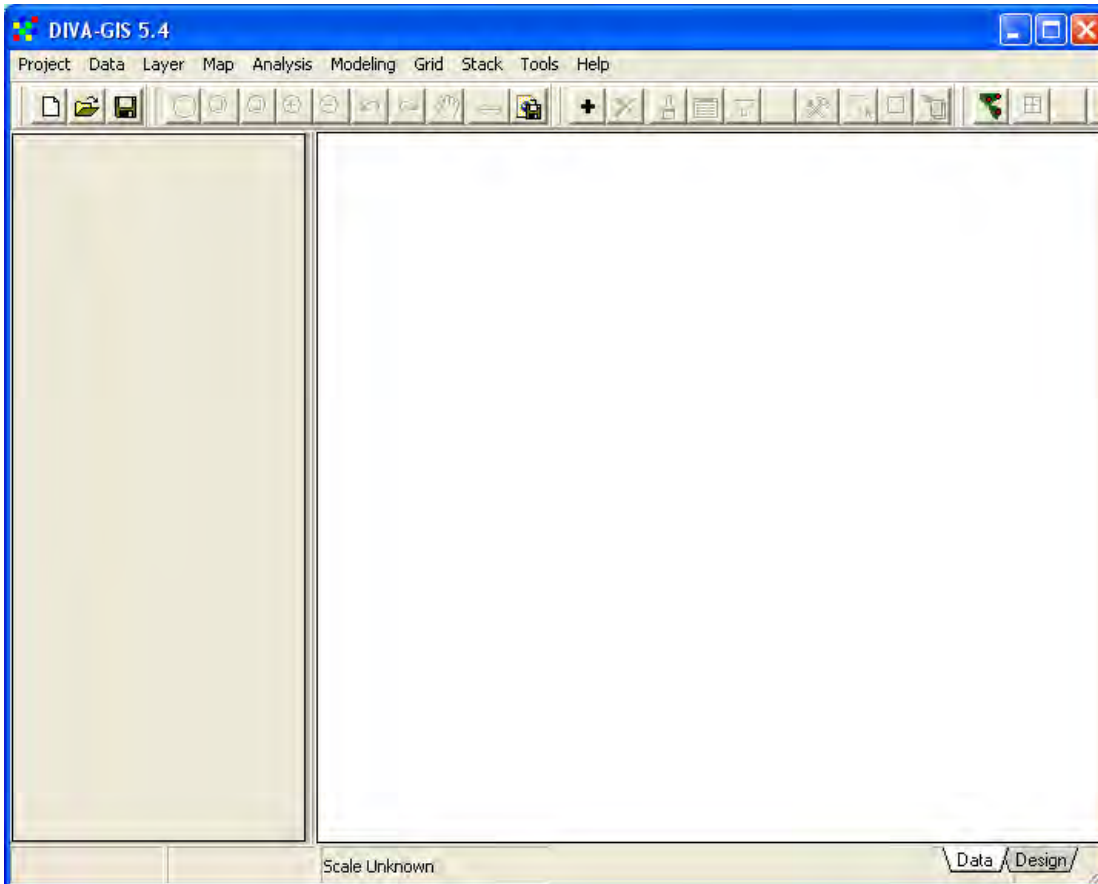 DIVA-GIS 5.4
Project Data Layer Map Analysis Modeling Grid Stack Tools Help
Scale Unknown
Data Design